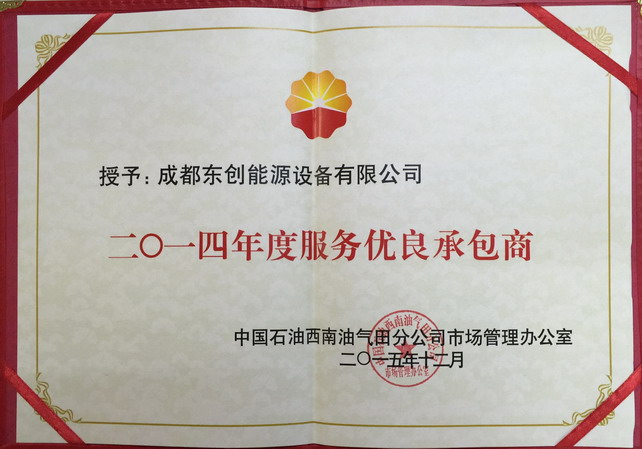 授予：成都东创能源设备有限公司
二〇一四年度服务优良承包商
中国石油西南油气田分公司市场管理办公室
二〇一五年十二月